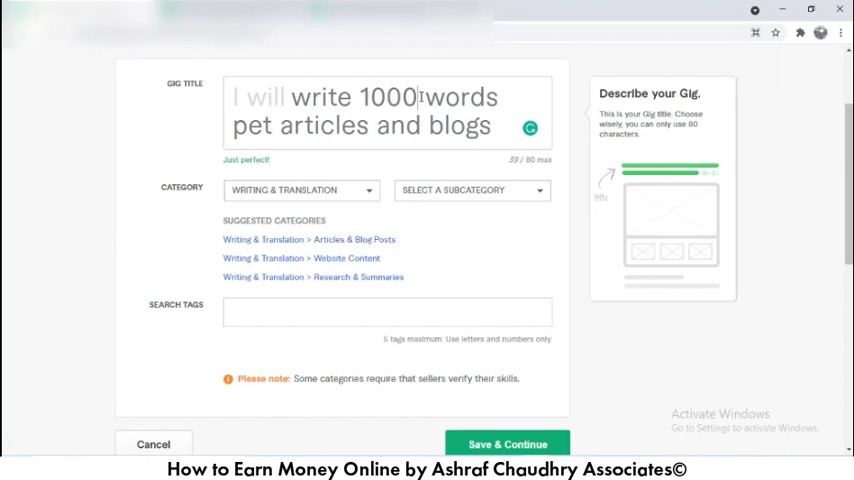 GIG TITLE
I will write 1000 words
pet articles and blogs
Just perfect!
39 / 80 max
CATEGORY
WRITING & TRANSLATION
SELECT A SUBCATEGORY
SUGGESTED CATEGORIES
Writing & Translation > Articles & Blog Posts
Writing & Translation > Website Content
Writing & Translation > Research & Summaries
SEARCH TAGS
5 tags maximum. Use letters and numbers only.
Please note: Some categories require that sellers verify their skills.
Cancel
Save & Continue
Describe your Gig.
This is your Gig title. Choose
wisely, you can only use 80
characters.
title
Activate Windows
Go to Settings to activate Windows.
How to Earn Money Online by Ashraf Chaudhry Associates©